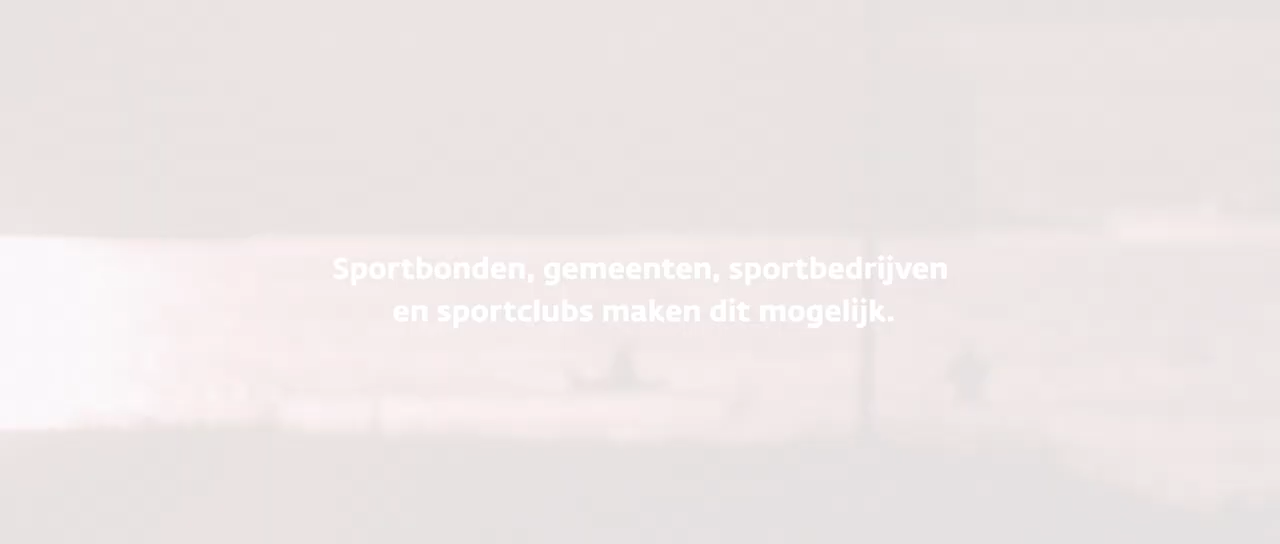 Sportbonden, gemeenten, sportbedrijven
en sportclubs maken dit mogelijk.